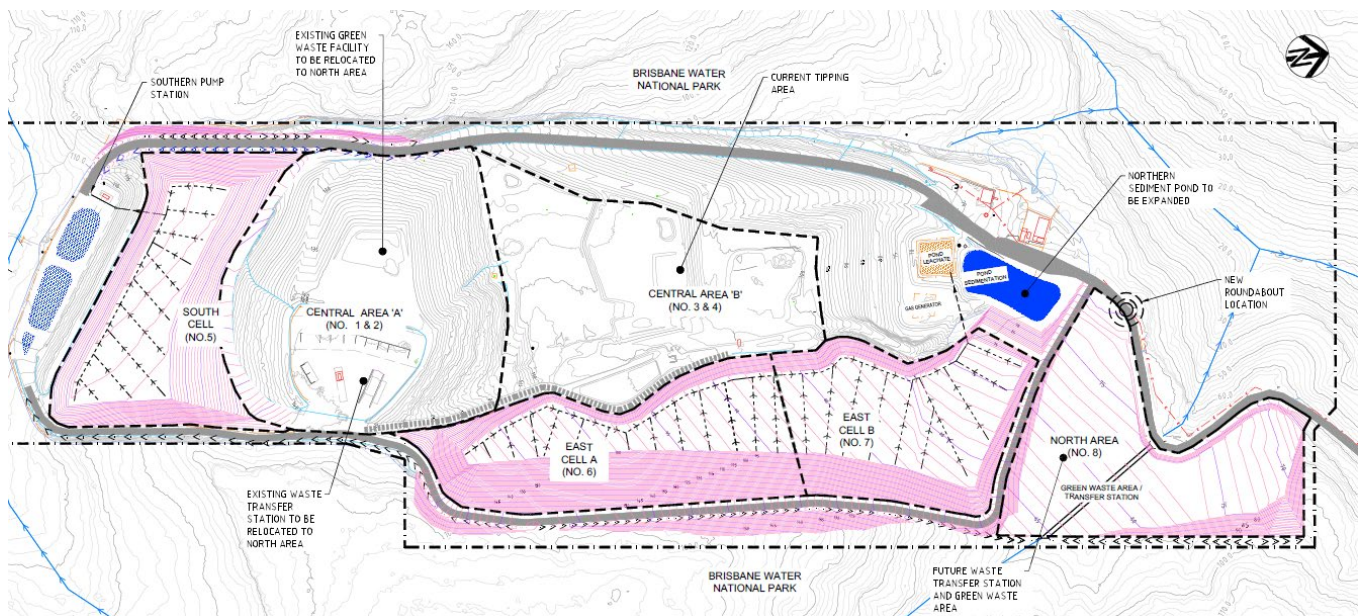 EXISTING GREEN
WASTE FACILITY
TO BE RELOCATED
TO NORTH AREA
SOUTHERN PUMP
STATION
BRISBANE WATER
NATIONAL PARK
CURRENT TIPPING
AREA
N
NORTHERN
SEDIMENT POND TO
BE EXPANDED
POND
LEACHATE
POND
SEDIMENTATION
GAS GENERATOR
NEW
ROUNDABOUT
LOCATION
SOUTH
CELL
(NO.5)
CENTRAL AREA 'A'
(NO. 1 & 2)
CENTRAL AREA 'B'
(NO. 3 & 4)
EAST
CELL A
(NO. 6)
EAST
CELL B
(NO. 7)
NORTH AREA
(NO. 8)
GREEN WASTE AREA /
TRANSFER STATION
EXISTING WASTE
TRANSFER
STATION TO BE
RELOCATED TO
NORTH AREA
BRISBANE WATER
NATIONAL PARK
FUTURE WASTE
TRANSFER STATION
AND GREEN WASTE
AREA